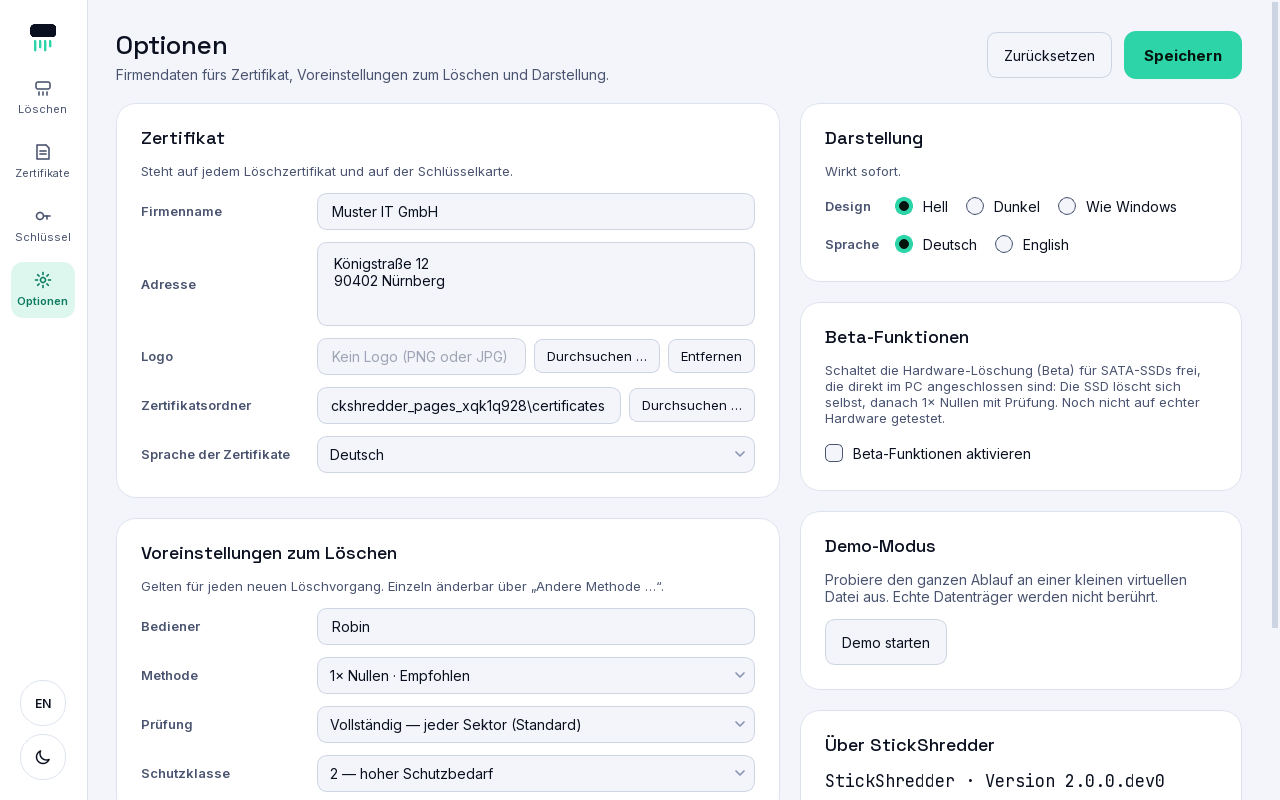 Löschen
Zertifikate
Schlüssel
Optionen
EN
Optionen
Firmendaten fürs Zertifikat, Voreinstellungen zum Löschen und Darstellung.
Zurücksetzen
Speichern
Zertifikat
Steht auf jedem Löschzertifikat und auf der Schlüsselkarte.
Firmenname
Muster IT GmbH
Adresse
Königstraße 12
90402 Nürnberg
Logo
Kein Logo (PNG oder JPG)
Durchsuchen ...
Entfernen
Zertifikatsordner
ckshredder_pages_xqk1q928\certificates
Durchsuchen ...
Sprache der Zertifikate
Deutsch
Voreinstellungen zum Löschen
Gelten für jeden neuen Löschvorgang. Einzeln änderbar über „Andere Methode ...“.
Bediener
Robin
Methode
1× Nullen · Empfohlen
Prüfung
Vollständig — jeder Sektor (Standard)
Schutzklasse
2 — hoher Schutzbedarf
Darstellung
Wirkt sofort.
Design
Hell
Dunkel
Wie Windows
Sprache
Deutsch
English
Beta-Funktionen
Schaltet die Hardware-Löschung (Beta) für SATA-SSDs frei,
die direkt im PC angeschlossen sind: Die SSD löscht sich
selbst, danach 1× Nullen mit Prüfung. Noch nicht auf echter
Hardware getestet.
Beta-Funktionen aktivieren
Demo-Modus
Probiere den ganzen Ablauf an einer kleinen virtuellen
Datei aus. Echte Datenträger werden nicht berührt.
Demo starten
Über StickShredder
StickShredder · Version 2.0.0.dev0